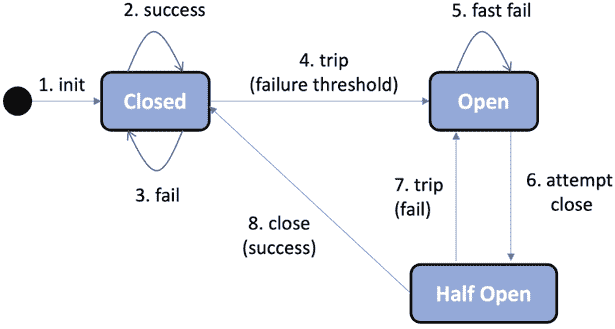 2. success
5. fast fail
4. trip
(failure threshold)
1. init
Closed
Open
3. fail
7. trip
(fail)
6. attempt
close
8. close
(success)
Half Open